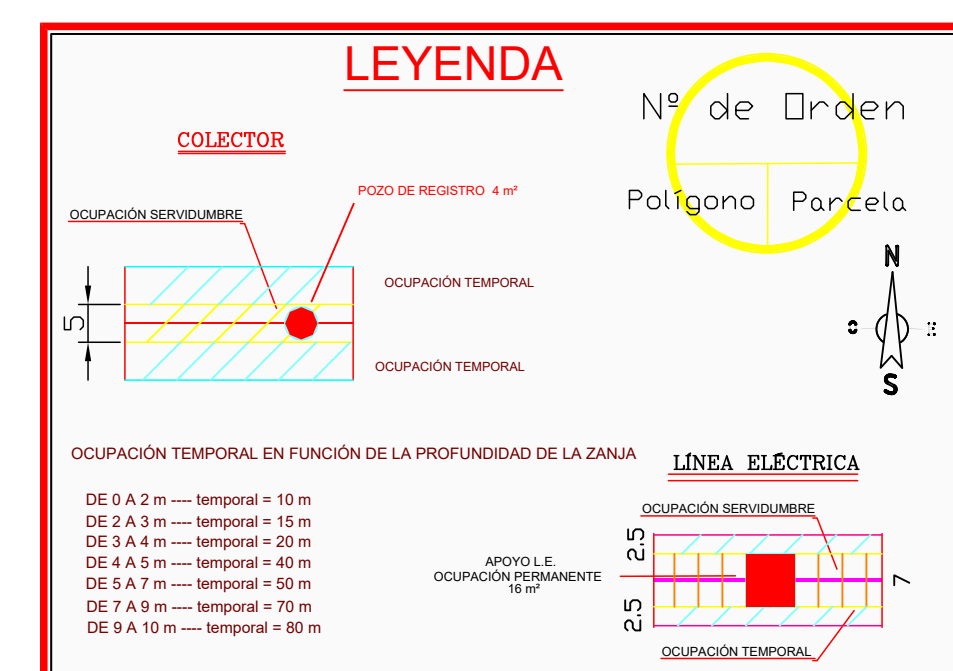 LEYENDA
Nº de Orden
Polígono Parcela
COLECTOR
POZO DE REGISTRO 4 m²
OCUPACIÓN SERVIDUMBRE
OCUPACIÓN TEMPORAL
5
OCUPACIÓN TEMPORAL
N
O E
S
OCUPACIÓN TEMPORAL EN FUNCIÓN DE LA PROFUNDIDAD DE LA ZANJA
DE 0 A 2 m ---- temporal = 10 m
DE 2 A 3 m ---- temporal = 15 m
DE 3 A 4 m ---- temporal = 20 m
DE 4 A 5 m ---- temporal = 40 m
DE 5 A 7 m ---- temporal = 50 m
DE 7 A 9 m ---- temporal = 70 m
DE 9 A 10 m ---- temporal = 80 m
LÍNEA ELÉCTRICA
OCUPACIÓN SERVIDUMBRE
2.5
APOYO L.E.
OCUPACIÓN PERMANENTE
16 m²
7
2.5
OCUPACIÓN TEMPORAL